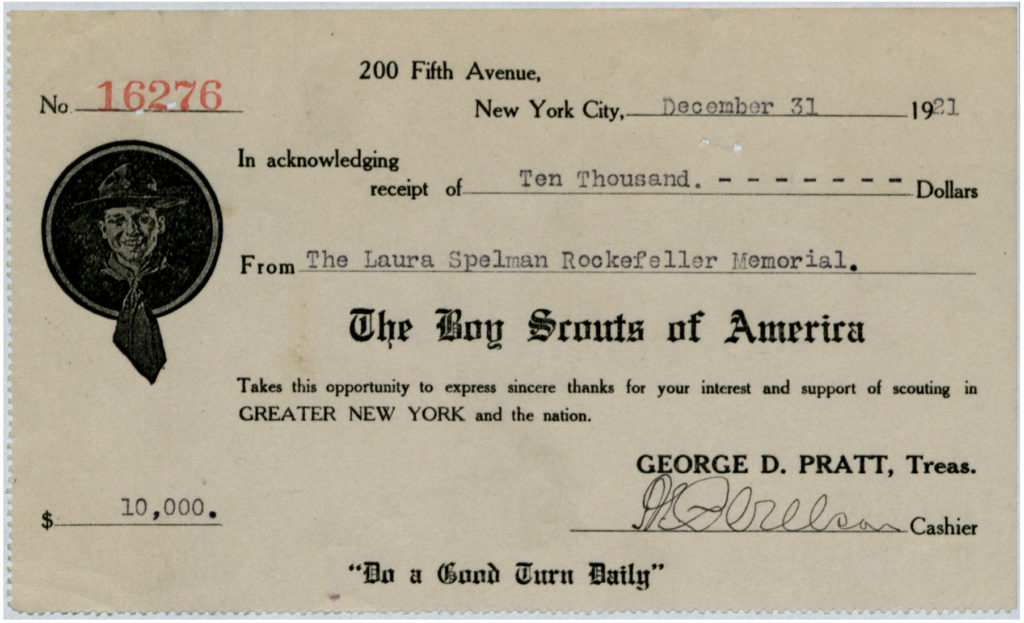 200 Fifth Avenue,
No. 16276
New York City, December 31 1921
In acknowledging
receipt of Ten Thousand. - - - - - - - Dollars
From The Laura Spelman Rockefeller Memorial.
The Boy Scouts of America
Takes this opportunity to express sincere thanks for your interest and support of scouting in
GREATER NEW YORK and the nation.
GEORGE D. PRATT, Treas.
$ 10,000.
Cashier
"Do a Good Turn Daily"